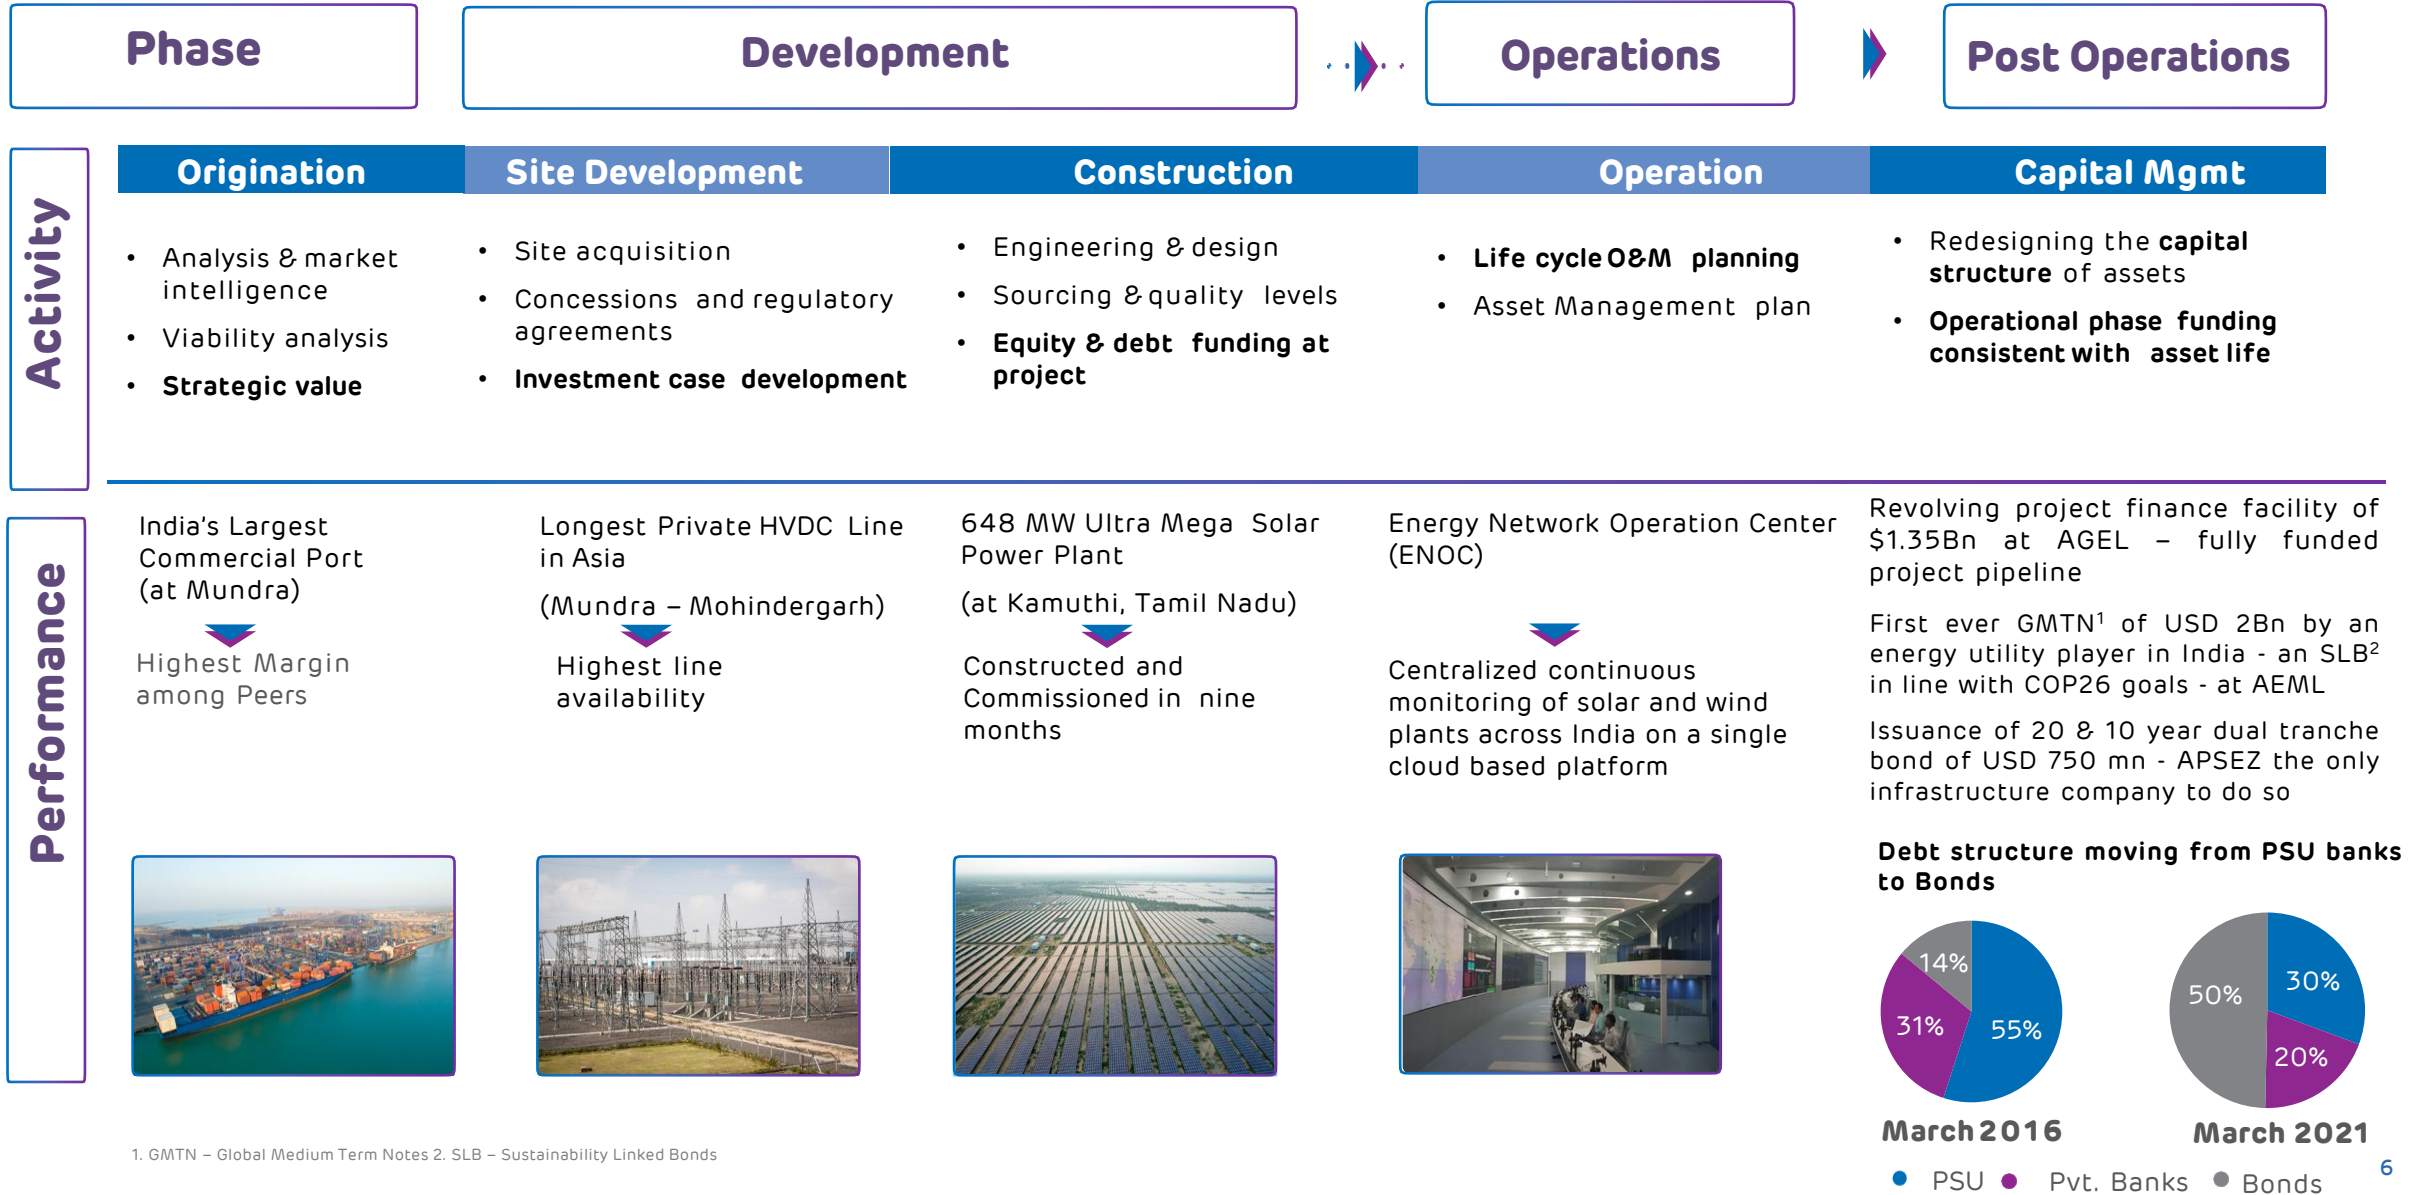 Phase
Development
Operations
Post Operations
Activity
Origination
Site Development
Construction
Operation
Capital Mgmt
• Analysis & market
intelligence
• Viability analysis
• Strategic value
• Site acquisition
• Concessions and regulatory
agreements
• Investment case development
• Engineering & design
• Sourcing & quality levels
• Equity & debt funding at
project
• Life cycle O&M planning
• Asset Management plan
• Redesigning the capital
structure of assets
• Operational phase funding
consistent with asset life
Performance
India's Largest
Commercial Port
(at Mundra)
Highest Margin
among Peers
Longest Private HVDC Line
in Asia
(Mundra – Mohindergarh)
Highest line
availability
648 MW Ultra Mega Solar
Power Plant
(at Kamuthi, Tamil Nadu)
Constructed and
Commissioned in nine
months
Energy Network Operation Center
(ENOC)
Centralized continuous
monitoring of solar and wind
plants across India on a single
cloud based platform
Revolving project finance facility of
$1.35Bn at AGEL – fully funded
project pipeline
First ever GMTN¹ of USD 2Bn by an
energy utility player in India - an SLB²
in line with COP26 goals - at AEML
Issuance of 20 & 10 year dual tranche
bond of USD 750 mn - APSEZ the only
infrastructure company to do so
Debt structure moving from PSU banks
to Bonds
14%
31%
55%
March 2016
50%
30%
20%
March 2021
PSU
Pvt. Banks
Bonds
1. GMTN – Global Medium Term Notes 2. SLB – Sustainability Linked Bonds
6